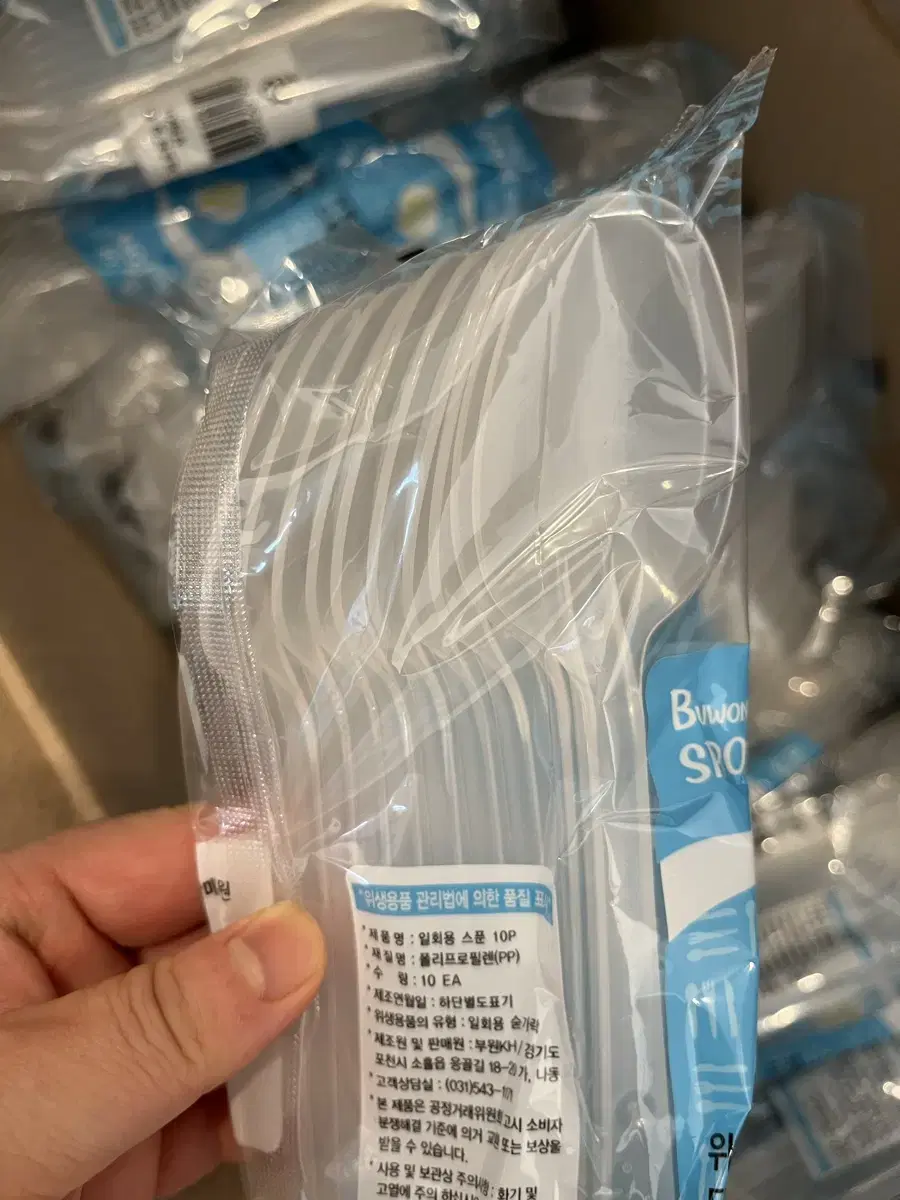 BUWON
SPO
*위생용품 관리법에 의한 품질 표시
*제품명 : 일회용 스푼 10P
*재질명 : 폴리프로필렌(PP)
*수 량 : 10 EA
*제조연월일 : 하단별도표기
*위생용품의 유형 : 일회용 숟가락
*제조원 및 판매원 : 부원KH/경기도
포천시 소흘읍 용골길 18-20 가, 나동
*고객상담실 : (031)543-
*본 제품은 공정거래위원회 고시 소비자
분쟁해결 기준에 의거 교환 또는 보상을
받을 수 있습니다.
*사용 및 보관상 주의사항 : 화기 및
고열에 주의 하십시
매원
위